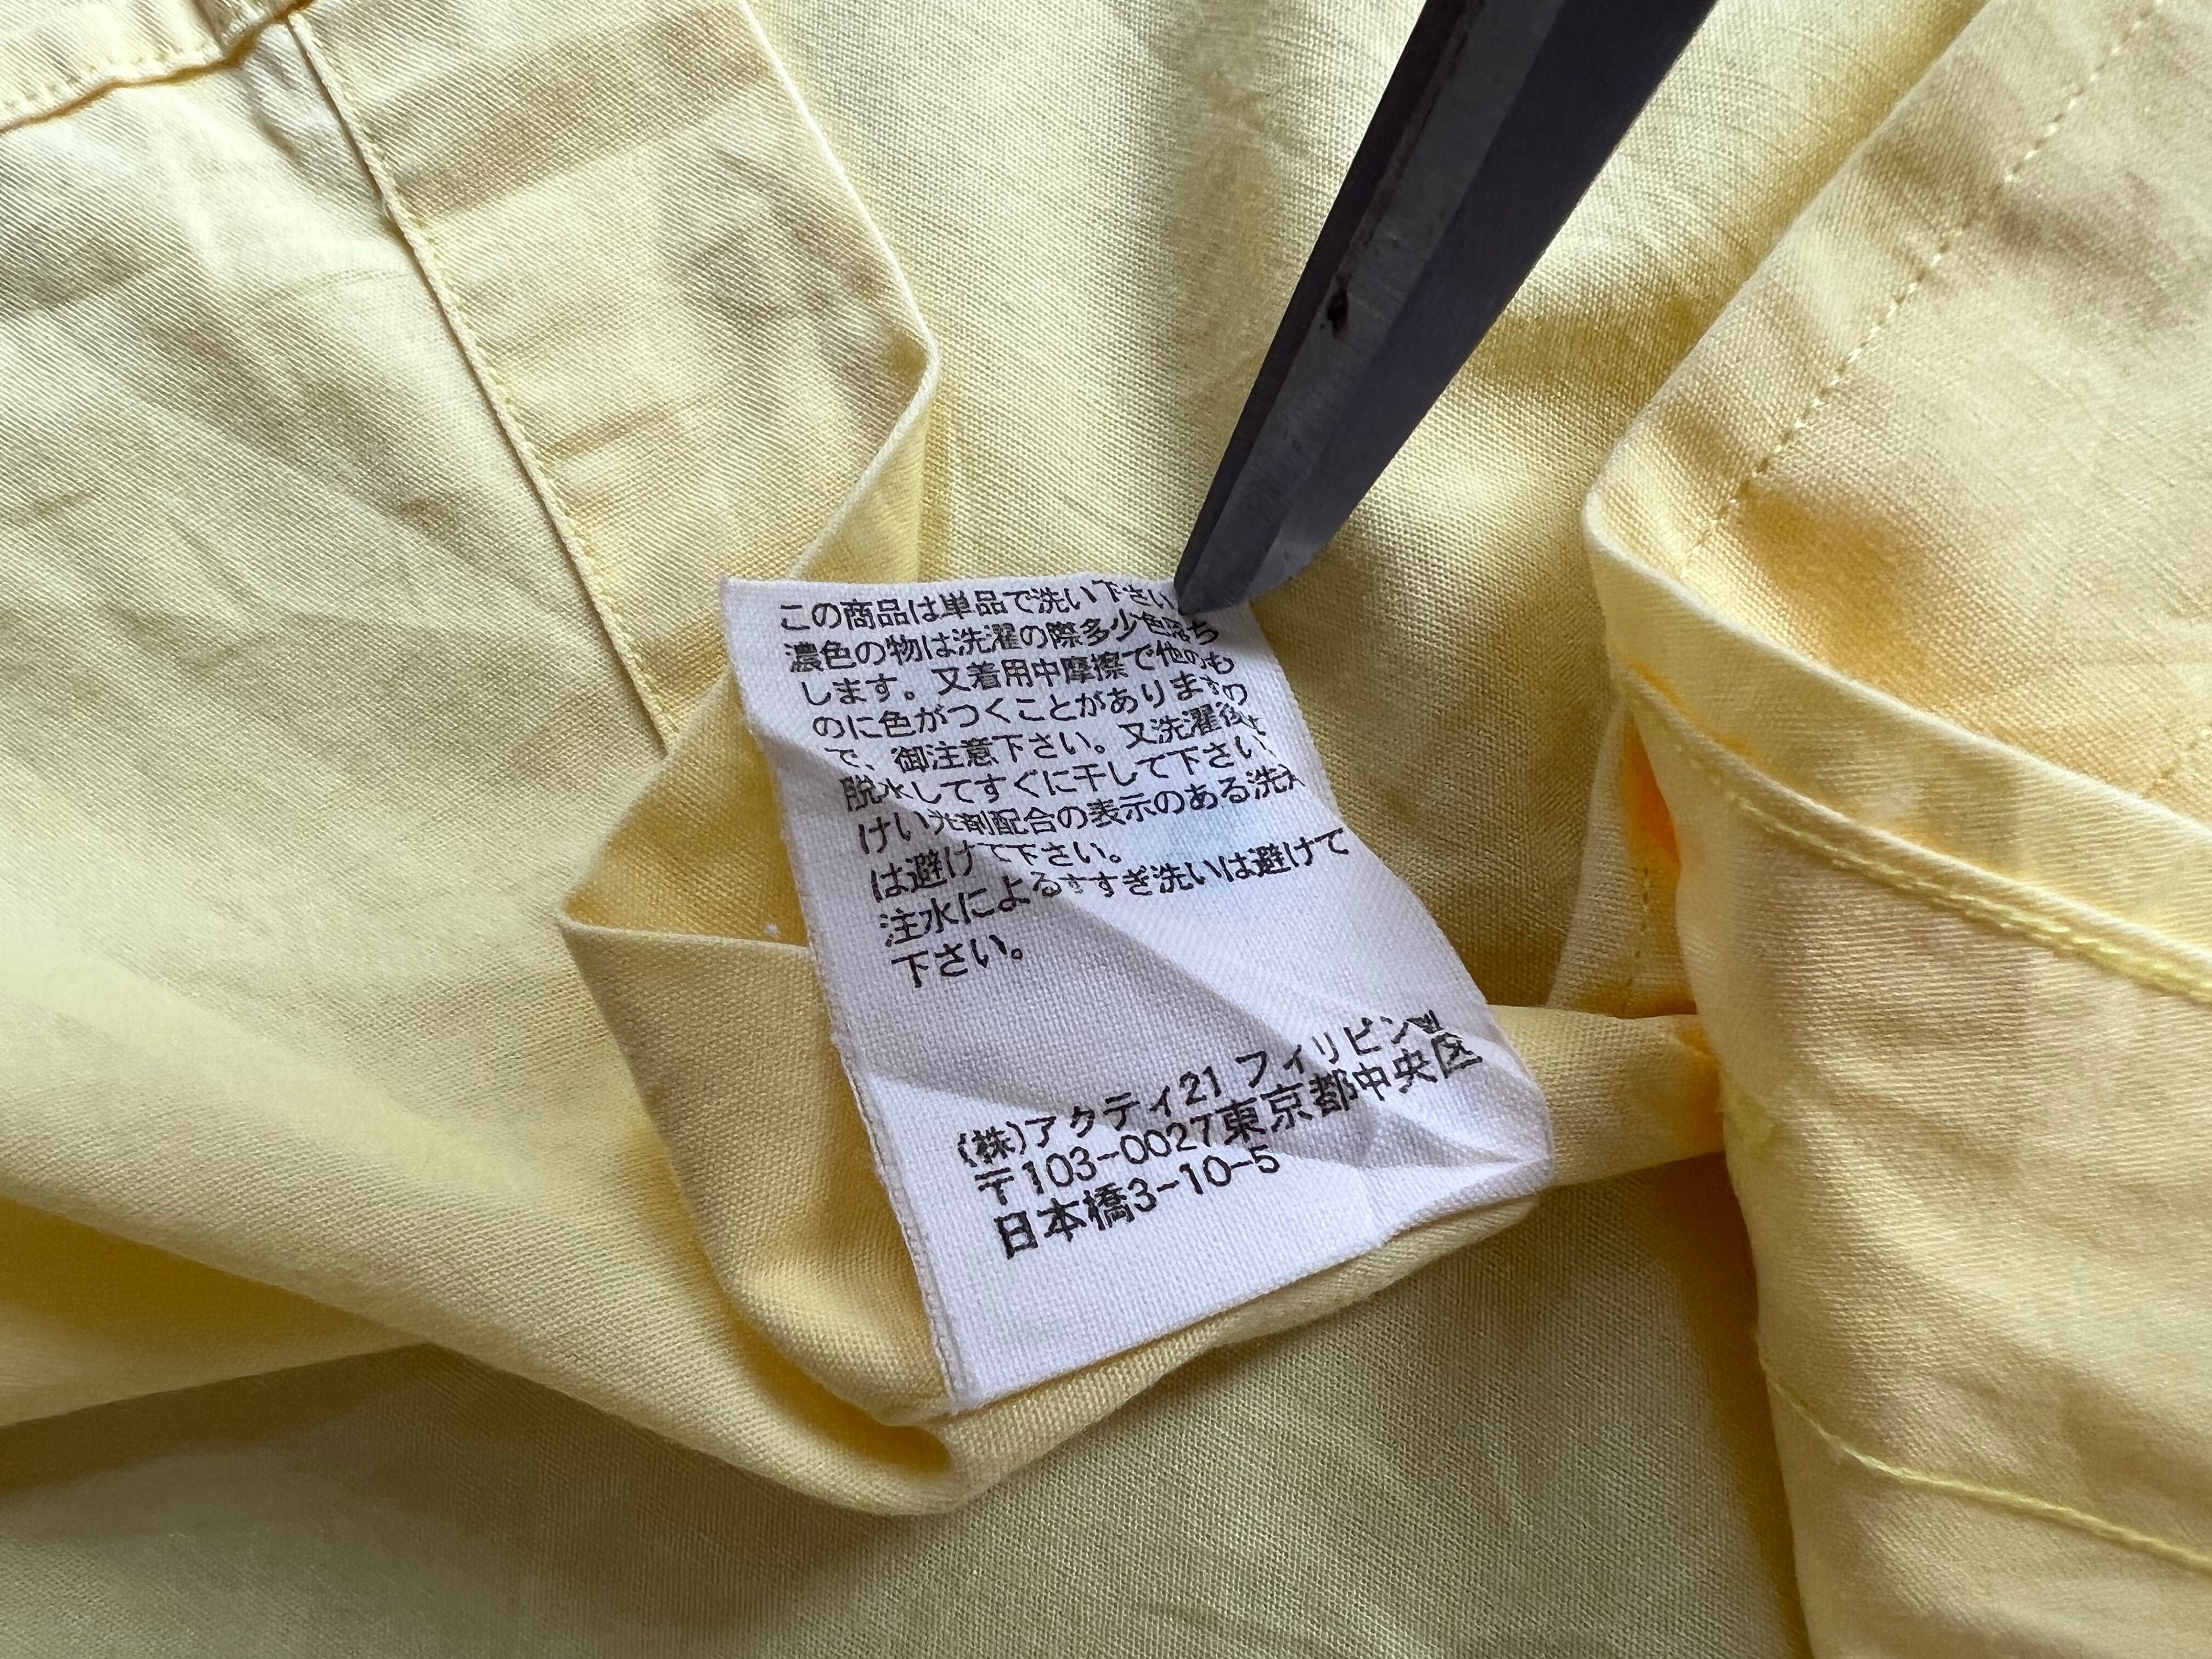 この商品は単品で洗い下さい
濃色の物は洗濯の際多少色落ち
します。又着用中摩擦で他のも
のに色がつくことがありますの
で、御注意下さい。又洗濯後は
脱水してすぐに干して下さい
けい光剤配合の表示のある洗剤
は避けて下さい。
注水によるすすぎ洗いは避けて
下さい。
(株)アクティ21 フィリピン製
〒103-0027東京都中央区
日本橋3-10-5